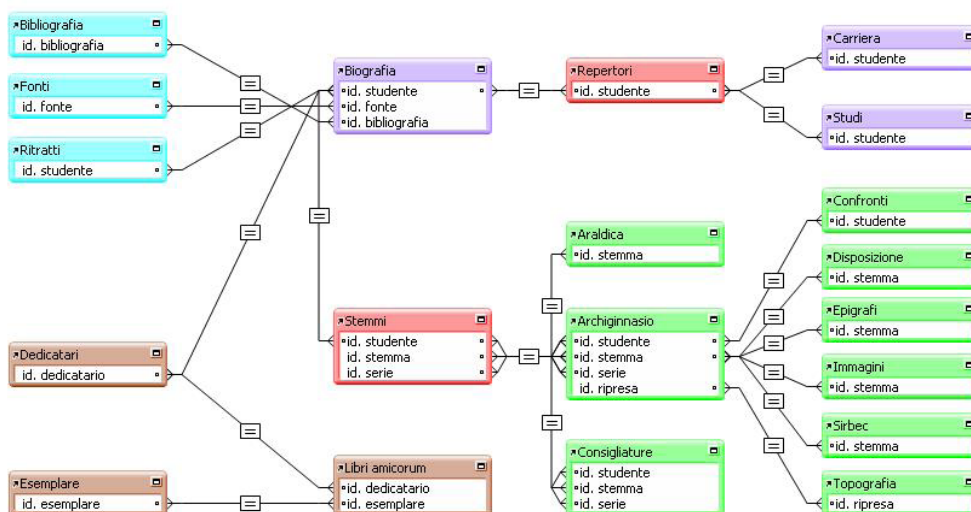 Bibliografia
id. bibliografia
Fonti
id. fonte
Ritratti
id. studente
Dedicatari
id. dedicatario
Esemplare
id. esemplare
Biografia
id. studente
id. fonte
id. bibliografia
Stemmi
id. studente
id. stemma
id. serie
Libri amicorum
id. dedicatario
id. esemplare
Repertori
id. studente
Araldica
id. stemma
Archiginnasio
id. studente
id. stemma
id. serie
id. ripresa
Consigliature
id. studente
id. stemma
id. serie
Carriera
id. studente
Studi
id. studente
Confronti
id. studente
Disposizione
id. stemma
Epigrafi
id. stemma
Immagini
id. stemma
Sirbec
id. stemma
Topografia
id. ripresa